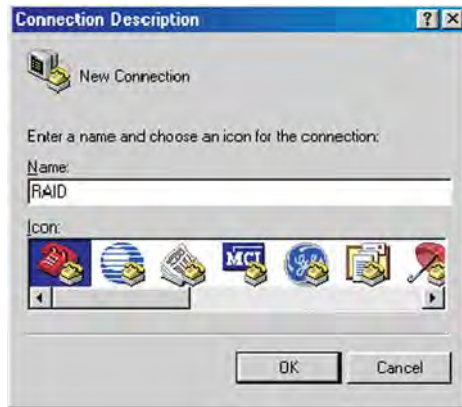 Connection Description
New Connection
Enter a name and choose an icon for the connection:
Name:
RAID
Icon:
MCI
OK
Cancel